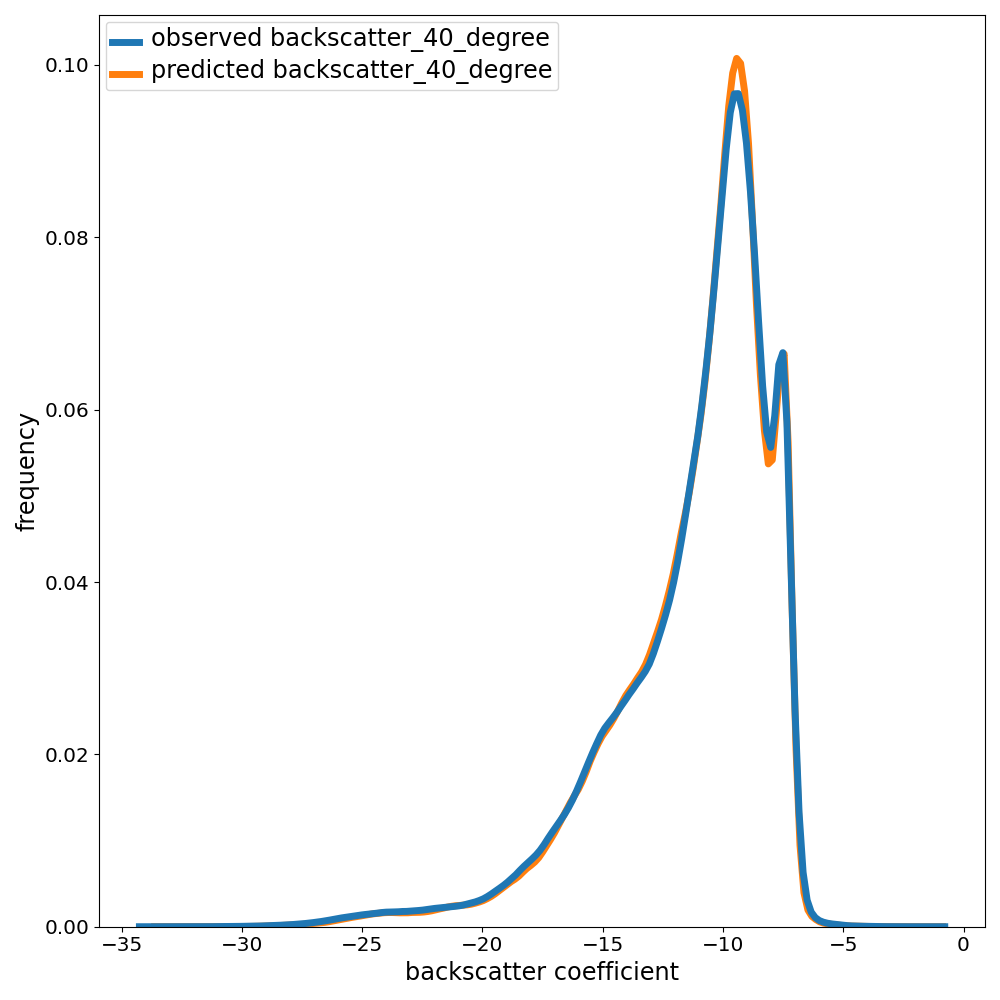 observed backscatter_40_degree
predicted backscatter_40_degree
0.10
0.08
0.06
0.04
0.02
0.00
frequency
−35 −30 −25 −20 −15 −10 −5 0
backscatter coefficient